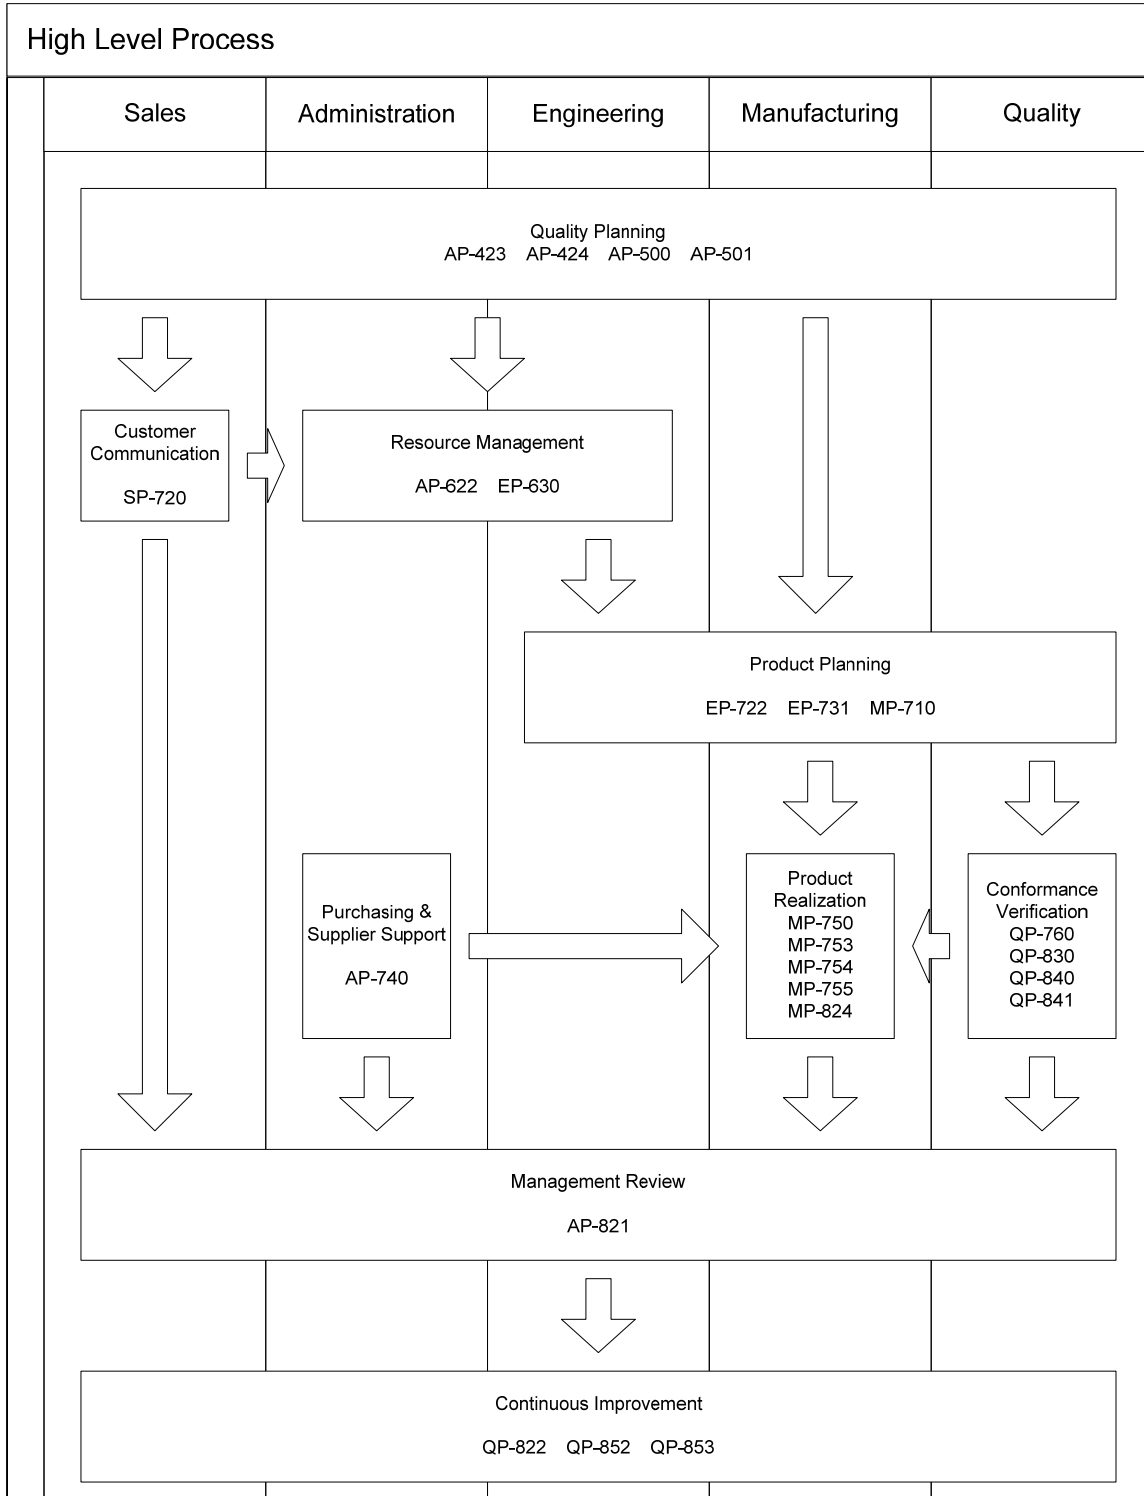 High Level Process
Sales
Administration
Engineering
Manufacturing
Quality
Quality Planning
AP-423 AP-424 AP-500 AP-501
Customer
Communication
SP-720
Resource Management
AP-622 EP-630
Product Planning
EP-722 EP-731 MP-710
Purchasing &
Supplier Support
AP-740
Product
Realization
MP-750
MP-753
MP-754
MP-755
MP-824
Conformance
Verification
QP-760
QP-830
QP-840
QP-841
Management Review
AP-821
Continuous Improvement
QP-822 QP-852 QP-853